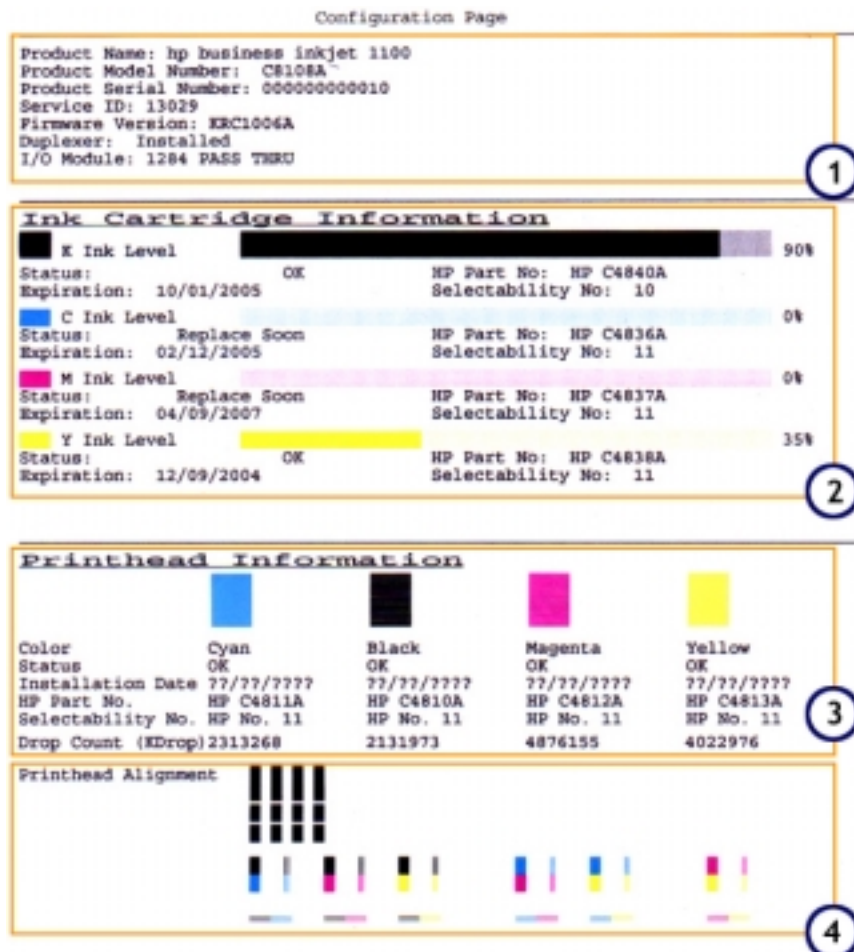 Configuration Page
Product Name: hp business inkjet 1100
Product Model Number: C8108A
Product Serial Number: 000000000010
Service ID: 13029
Firmware Version: KRC1006A
Duplexer: Installed
I/O Module: 1284 PASS THRU
1
Ink Cartridge Information
K Ink Level 90%
Status: OK HP Part No: HP C4840A
Expiration: 10/01/2005 Selectability No: 10
C Ink Level 0%
Status: Replace Soon HP Part No: HP C4836A
Expiration: 02/12/2005 Selectability No: 11
M Ink Level 0%
Status: Replace Soon HP Part No: HP C4837A
Expiration: 04/09/2007 Selectability No: 11
Y Ink Level 35%
Status: OK HP Part No: HP C4838A
Expiration: 12/09/2004 Selectability No: 11
2
Printhead Information
Color Cyan Black Magenta Yellow
Status OK OK OK OK
Installation Date ??/??/???? ??/??/???? ??/??/???? ??/??/????
HP Part No. HP C4811A HP C4810A HP C4812A HP C4813A
Selectability No. HP No. 11 HP No. 11 HP No. 11 HP No. 11
3
Drop Count (KDrop) 2313268 2131973 4876155 4022976
Printhead Alignment
4